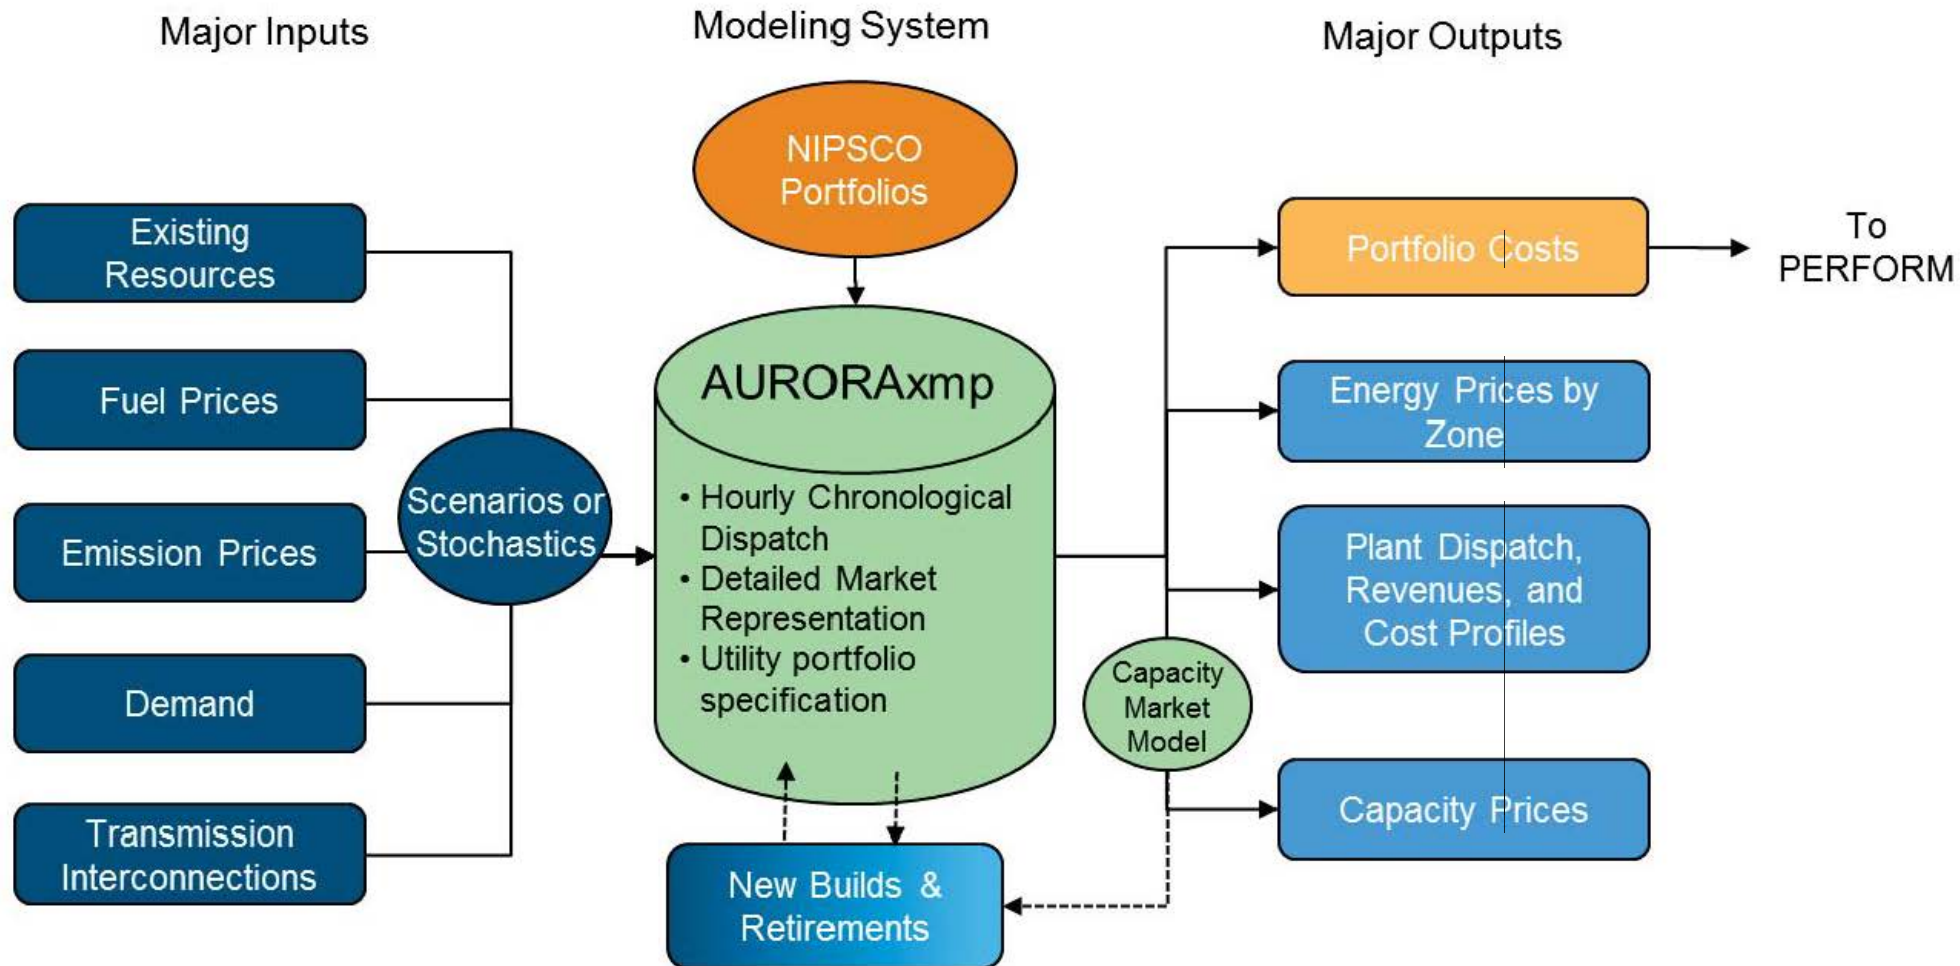 Major Inputs
Modeling System
Major Outputs
NIPSCO
Portfolios
Existing
Resources
Fuel Prices
Emission Prices
Demand
Transmission
Interconnections
Scenarios or
Stochastics
AURORAxmp
• Hourly Chronological
Dispatch
• Detailed Market
Representation
• Utility portfolio
specification
New Builds &
Retirements
Capacity
Market
Model
Portfolio Costs
To
PERFORM
Energy Prices by
Zone
Plant Dispatch,
Revenues, and
Cost Profiles
Capacity Prices